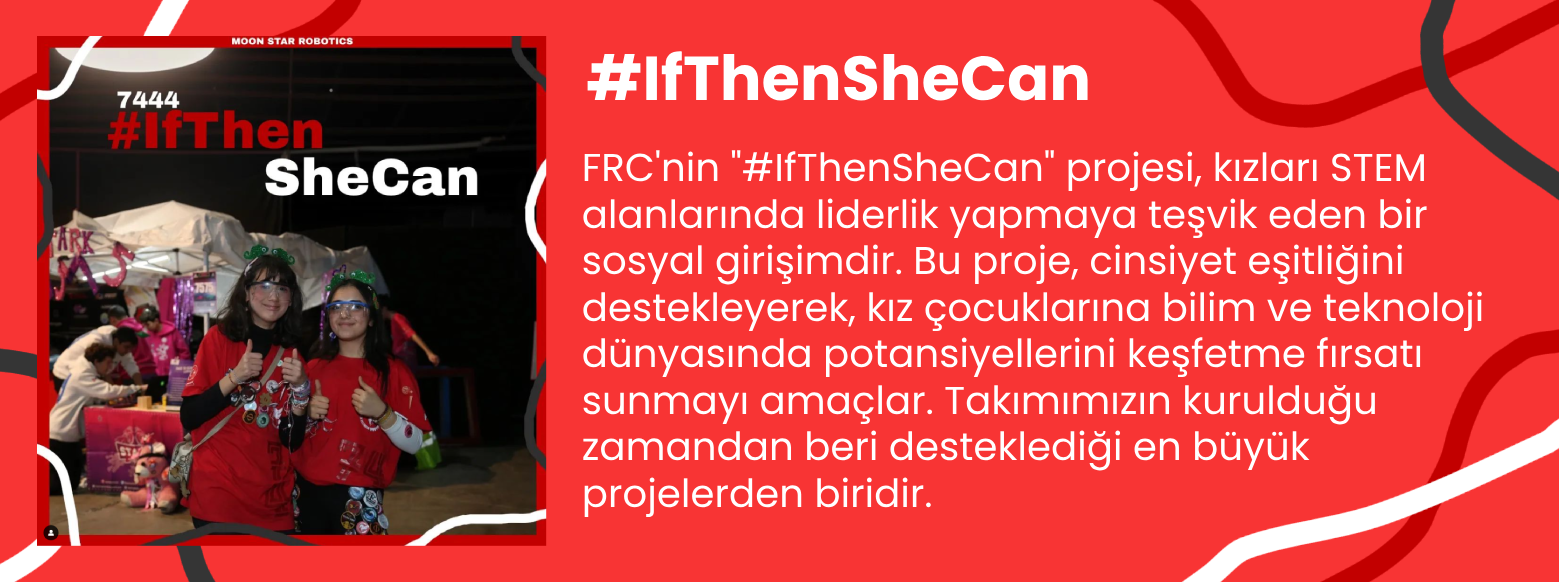 MOON STAR ROBOTICS
7444
#IfThen
SheCan
7575
#IfThenSheCan
FRC'nin "#IfThenSheCan" projesi, kızları STEM
alanlarında liderlik yapmaya teşvik eden bir
sosyal girişimdir. Bu proje, cinsiyet eşitliğini
destekleyerek, kız çocuklarına bilim ve teknoloji
dünyasında potansiyellerini keşfetme fırsatı
sunmayı amaçlar. Takımımızın kurulduğu
zamandan beri desteklediği en büyük
projelerden biridir.